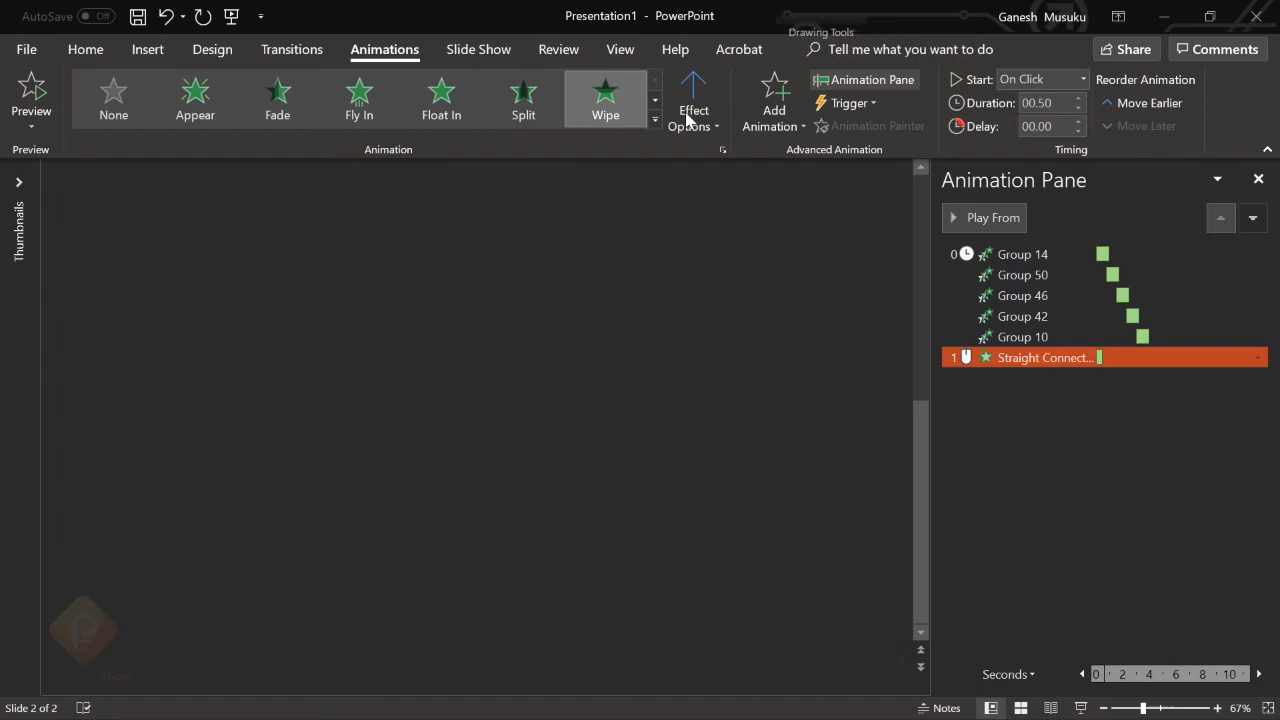 AutoSave Off
Presentation1 - PowerPoint
Ganesh Musuku
Drawing Tools
File Home Insert Design Transitions Animations Slide Show Review View Help Acrobat Tell me what you want to do Share Comments
Preview
None Appear Fade Fly In Float In Split Wipe
Effect Options
Add Animation
Animation Pane
Trigger
Animation Painter
Start: On Click
Duration: 00.50
Delay: 00.00
Reorder Animation
Move Earlier
Move Later
Preview Animation Advanced Animation Timing
Thumbnails
Animation Pane
Play From
0 Group 14
Group 50
Group 46
Group 42
Group 10
1 Straight Connect...
Seconds 0 2 4 6 8 10
Slide 2 of 2
Notes
67%